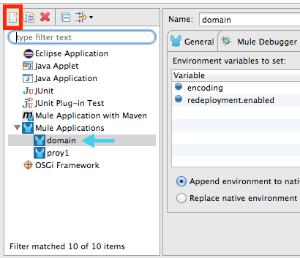 type filter text
Eclipse Application
Java Applet
Java Application
JUnit
JUnit Plug-in Test
Mule Application with Maven
Mule Applications
domain
proy1
OSGi Framework
Filter matched 10 of 10 items
Name: domain
General
Mule Debugger
Environment variables to set:
Variable
encoding
redeployment.enabled
Append environment to nativ
Replace native environment